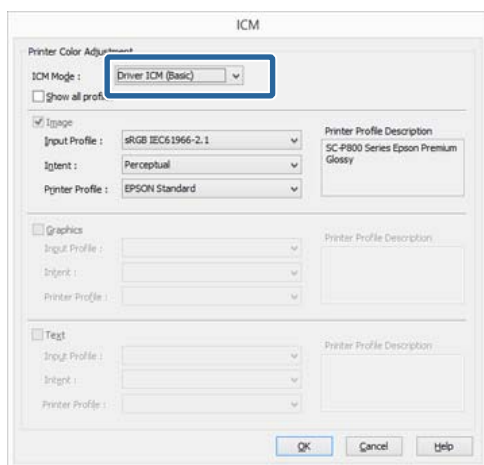 ICM
Printer Color Adjustment
ICM Mode : Driver ICM (Basic)
Show all prof
Image
Input Profile : sRGB IEC61966-2.1
Intent : Perceptual
Printer Profile : EPSON Standard
Printer Profile Description
SC-P800 Series Epson Premium
Glossy
Graphics
Input Profile :
Intent :
Printer Profile :
Printer Profile Description
Text
Input Profile :
Intent :
Printer Profile :
Printer Profile Description
OK Cancel Help